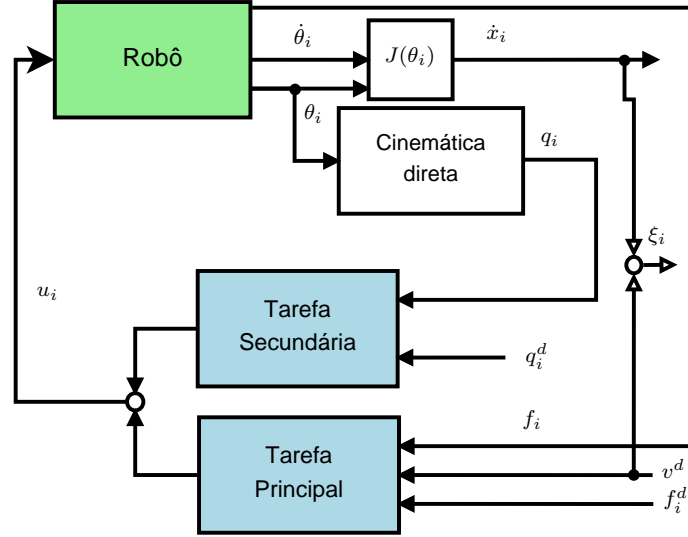 Robô
θ̇ᵢ
J(θᵢ)
ẋᵢ
θᵢ
Cinemática
direta
qᵢ
ξᵢ
uᵢ
Tarefa
Secundária
qᵢᵈ
Tarefa
Principal
fᵢ
vᵈ
fᵢᵈ